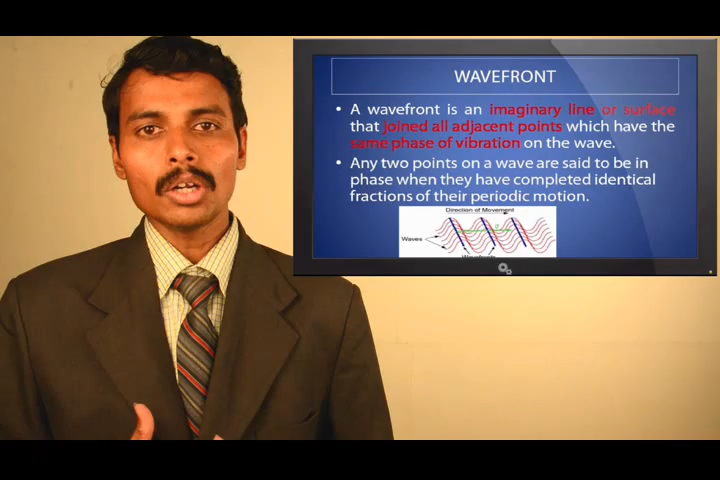 WAVEFRONT
• A wavefront is an imaginary line or surface
that joined all adjacent points which have the
same phase of vibration on the wave.
• Any two points on a wave are said to be in
phase when they have completed identical
fractions of their periodic motion.
Direction of Movement
Waves